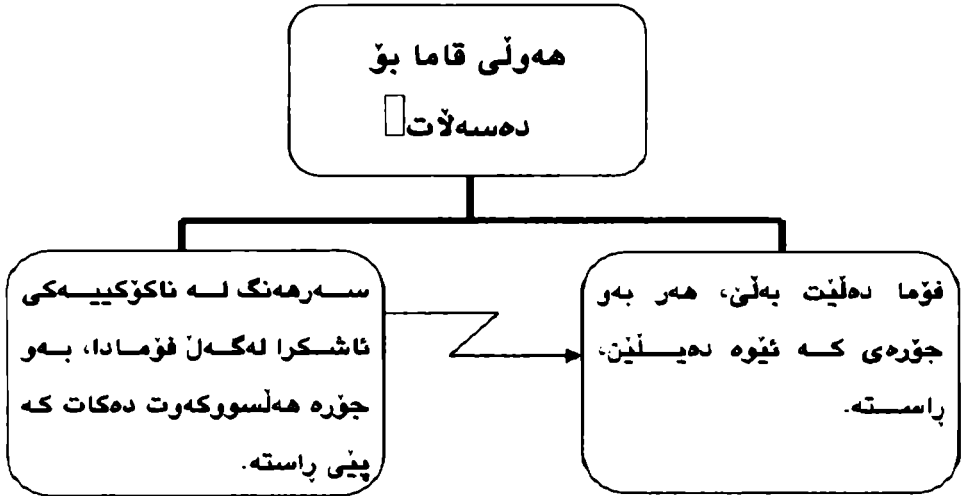 هەوڵی قاما بۆ
دەسەڵات
فۆما دەڵێت بەڵێ، هەر بەو
جۆرەی کە ئێوە دەیڵێن،
ڕاستە.
سەرهەنگ لە ناکۆکییەکی
ئاشکرا لەگەڵ فۆمادا، بەو
جۆرە هەڵسووکەوت دەکات کە
پێی ڕاستە.